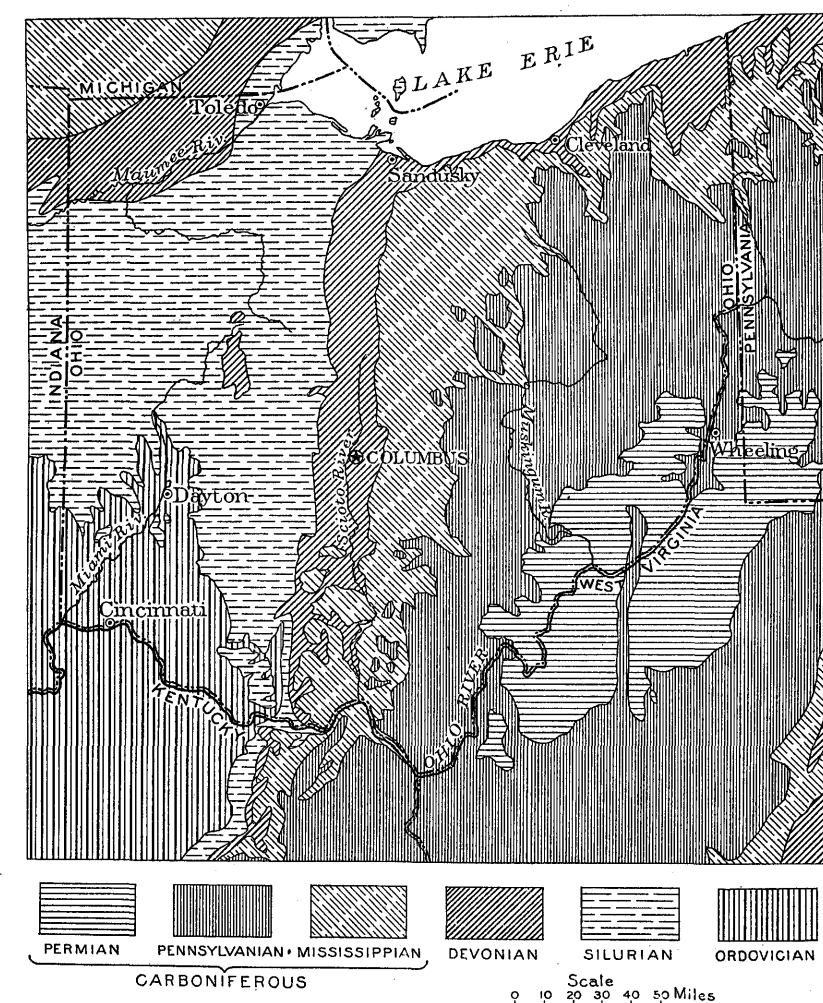 LAKE ERIE
MICHIGAN
Toledo
Cleveland
Maumee Riv.
Sandusky
OHIO
PENNSYLVANIA
INDIANA
OHIO
Muskingum R.
Wheeling
COLUMBUS
Scioto River
Dayton
Miami Riv.
WEST VIRGINIA
Cincinnati
KENTUCKY
OHIO RIVER
PERMIAN
PENNSYLVANIAN
MISSISSIPPIAN
DEVONIAN
SILURIAN
ORDOVICIAN
CARBONIFEROUS
Scale
0 10 20 30 40 50 Miles